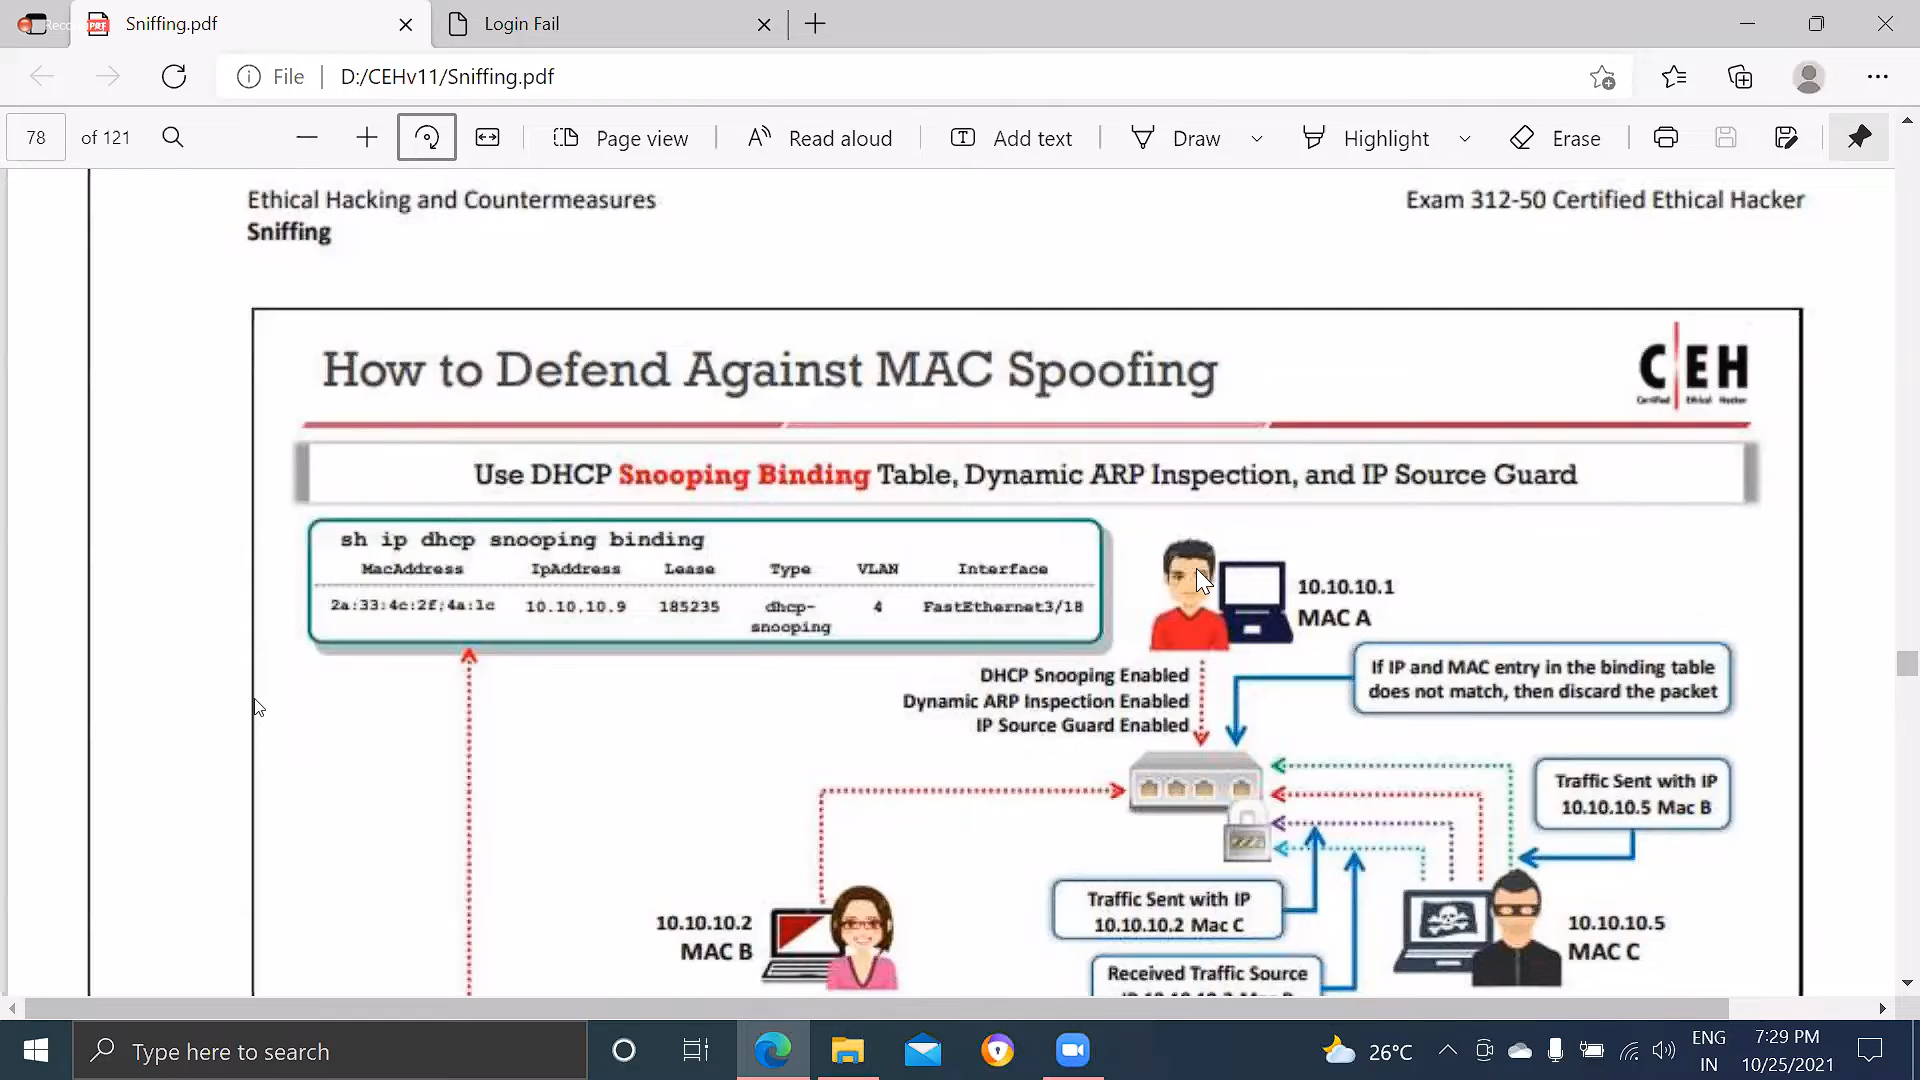 Sniffing.pdf
Login Fail
File
D:/CEHv11/Sniffing.pdf
78 of 121
Page view
Read aloud
Add text
Draw
Highlight
Erase
Ethical Hacking and Countermeasures
Exam 312-50 Certified Ethical Hacker
Sniffing
How to Defend Against MAC Spoofing
CEH
Certified Ethical Hacker
Use DHCP Snooping Binding Table, Dynamic ARP Inspection, and IP Source Guard
sh ip dhcp snooping binding
MacAddress IpAddress Lease Type VLAN Interface
2a:33:4c:2f;4a:1c 10.10.10.9 185235 dhcp- 4 FastEthernet3/18
snooping
10.10.10.1
MAC A
DHCP Snooping Enabled
Dynamic ARP Inspection Enabled
IP Source Guard Enabled
If IP and MAC entry in the binding table
does not match, then discard the packet
Traffic Sent with IP
10.10.10.5 Mac B
10.10.10.2
MAC B
Traffic Sent with IP
10.10.10.2 Mac C
10.10.10.5
MAC C
Received Traffic Source
Type here to search
26°C
ENG
IN
7:29 PM
10/25/2021